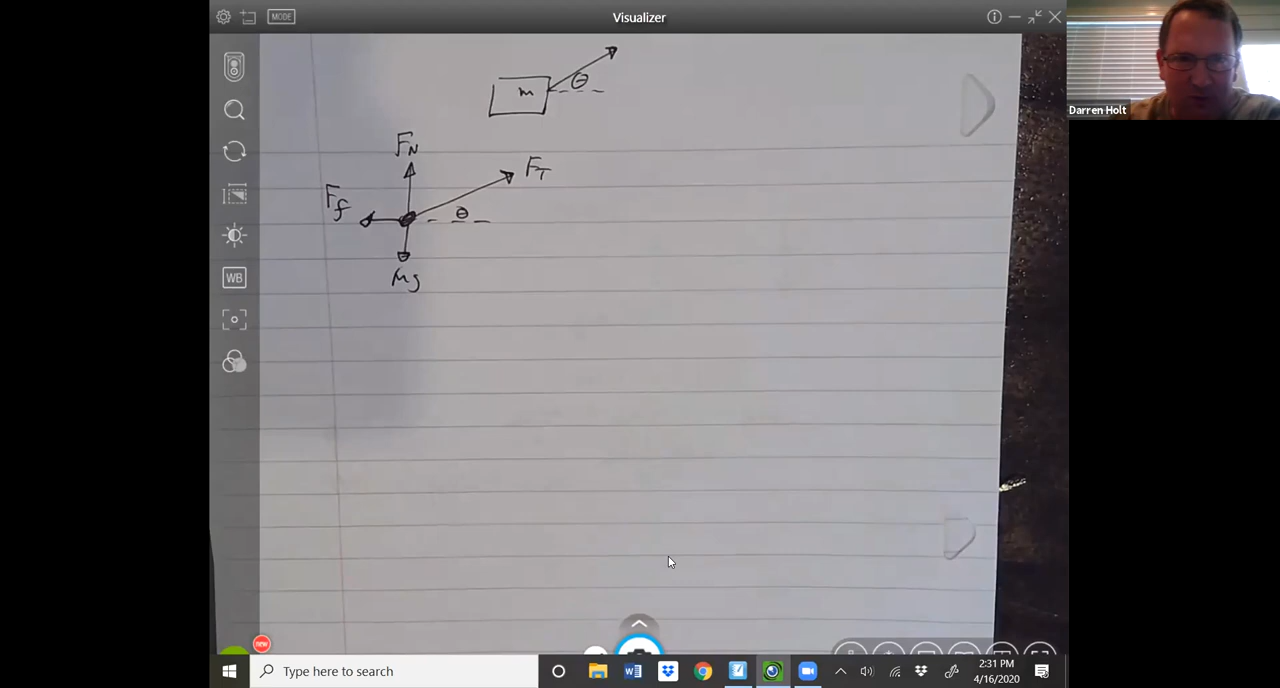 MODE
Visualizer
Darren Holt
m θ
F_N
F_T
F_f
θ
Mg
WB
new
Type here to search
2:31 PM
4/16/2020